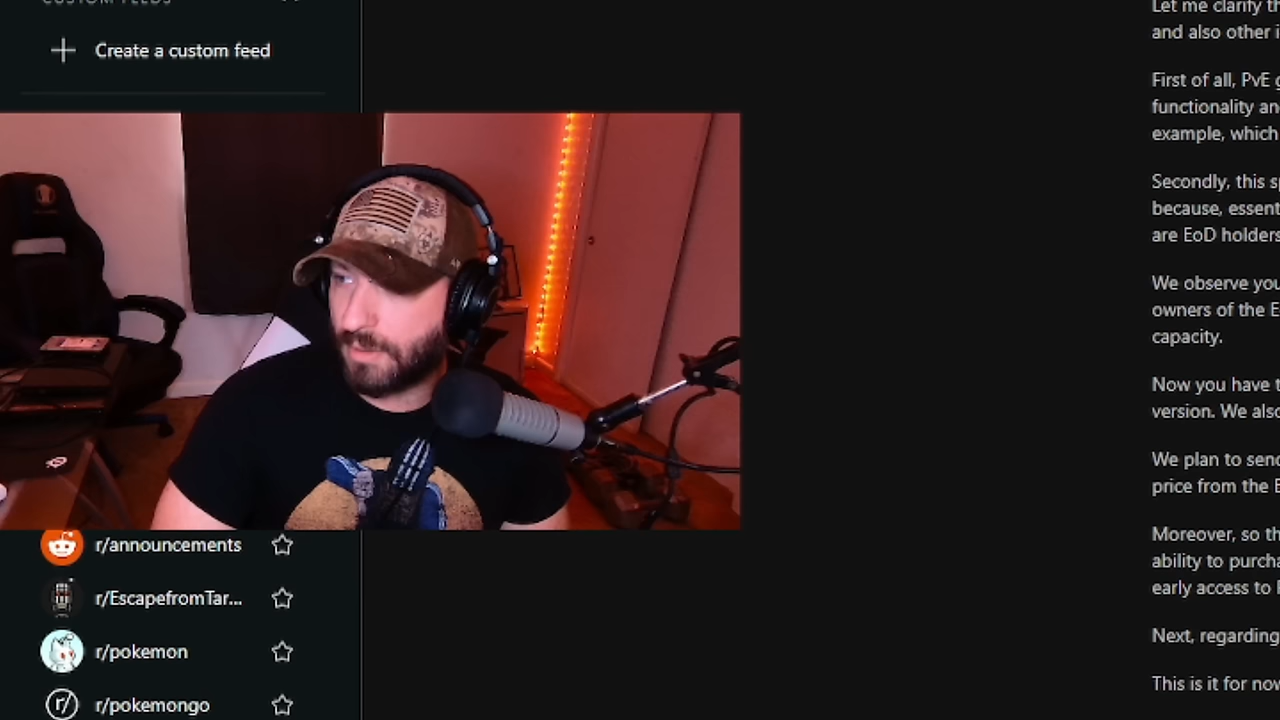 CUSTOM FEEDS
Create a custom feed
r/announcements
r/EscapefromTar...
r/pokemon
r/pokemongo
Let me clarify th
and also other i
First of all, PvE g
functionality an
example, which
Secondly, this sp
because, essent
are EoD holders
We observe you
owners of the E
capacity.
Now you have t
version. We also
We plan to send
price from the E
Moreover, so th
ability to purcha
early access to
Next, regarding
This is it for now